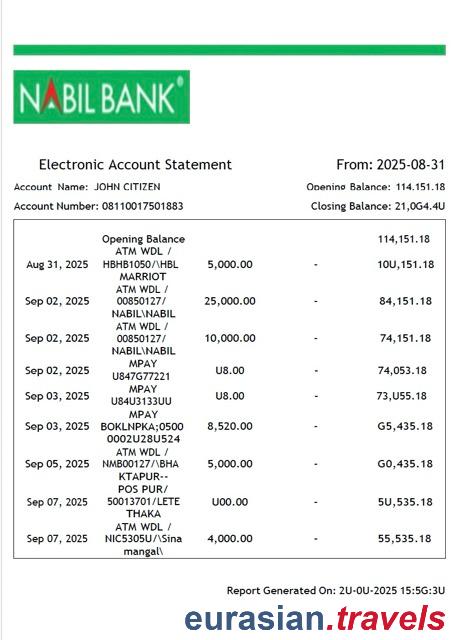 NABIL BANK®
Electronic Account Statement From: 2025-08-31
Account Name: JOHN CITIZEN Opening Balance: 114,151.18
Account Number: 08110017501883 Closing Balance: 21,0G4.4U
Opening Balance 114,151.18
ATM WDL /
Aug 31, 2025 HBHB1050/\HBL 5,000.00 - 10U,151.18
MARRIOT
ATM WDL /
Sep 02, 2025 00850127/ 25,000.00 - 84,151.18
NABIL\NABIL
ATM WDL /
Sep 02, 2025 00850127/ 10,000.00 - 74,151.18
NABIL\NABIL
MPAY
Sep 02, 2025 U847G77221 U8.00 - 74,053.18
MPAY
Sep 03, 2025 U84U3133UU U8.00 - 73,U55.18
MPAY
Sep 03, 2025 BOKLNPKA;0500 8,520.00 - G5,435.18
0002U28U524
ATM WDL /
Sep 05, 2025 NMB00127/\BHA 5,000.00 - G0,435.18
KTAPUR--
POS PUR/
Sep 07, 2025 50013701/LETE U00.00 - 5U,535.18
THAKA
ATM WDL /
Sep 07, 2025 NIC5305U/\Sina 4,000.00 - 55,535.18
mangal\
Report Generated On: 2U-0U-2025 15:5G:3U
eurasian.travels